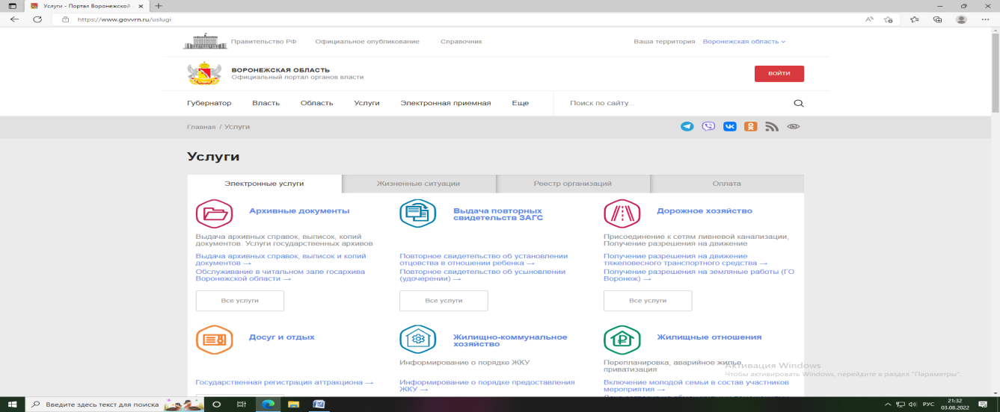 Услуги - Портал Воронежской
https://www.govvrn.ru/uslugi
Правительство РФ Официальное опубликование Справочник Ваша территория Воронежская область
ВОРОНЕЖСКАЯ ОБЛАСТЬ
Официальный портал органов власти
ВОЙТИ
Губернатор Власть Область Услуги Электронная приемная Еще Поиск по сайту...
Главная / Услуги
Услуги
Электронные услуги Жизненные ситуации Реестр организаций Оплата
Архивные документы
Выдача архивных справок, выписок, копий
документов. Услуги государственных архивов
Выдача архивных справок, выписок и копий
документов →
Обслуживание в читальном зале госархива
Воронежской области →
Все услуги
Выдача повторных
свидетельств ЗАГС
Повторное свидетельство об установлении
отцовства в отношении ребенка →
Повторное свидетельство об усыновлении
(удочерении) →
Все услуги
Дорожное хозяйство
Присоединение к сетям ливневой канализации,
Получение разрешения на движение
Получение разрешения на движение
тяжеловесного транспортного средства →
Получение разрешения на земляные работы (ГО
Воронеж) →
Все услуги
Досуг и отдых
Государственная регистрация аттракциона →
Жилищно-коммунальное
хозяйство
Информирование о порядке ЖКУ
Информирование о порядке предоставления
ЖКУ →
Жилищные отношения
Перепланировка, аварийное жилье,
приватизация
Включение молодой семьи в состав участников
мероприятия →
Активация Windows
Чтобы активировать Windows, перейдите в раздел "Параметры".
Введите здесь текст для поиска
РУС
21:32
03.08.2022